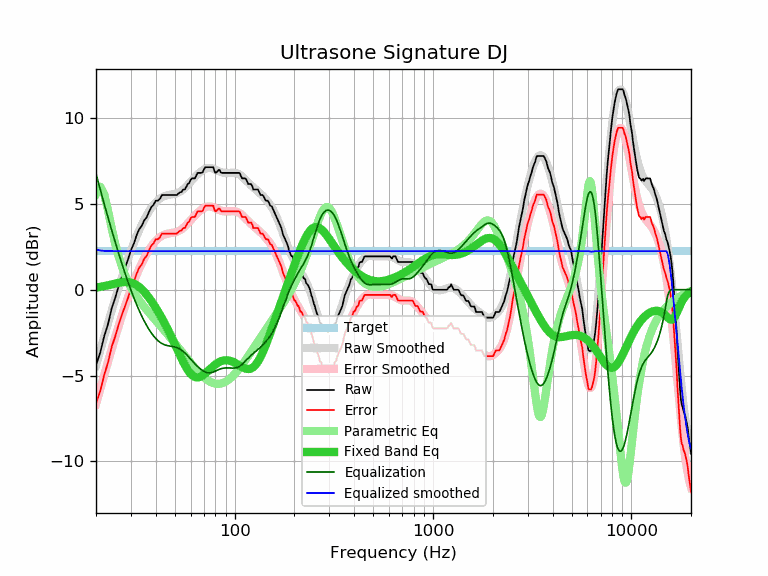 Ultrasone Signature DJ
10
5
0
−5
−10
Amplitude (dBr)
Target
Raw Smoothed
Error Smoothed
Raw
Error
Parametric Eq
Fixed Band Eq
Equalization
Equalized smoothed
100 1000 10000
Frequency (Hz)